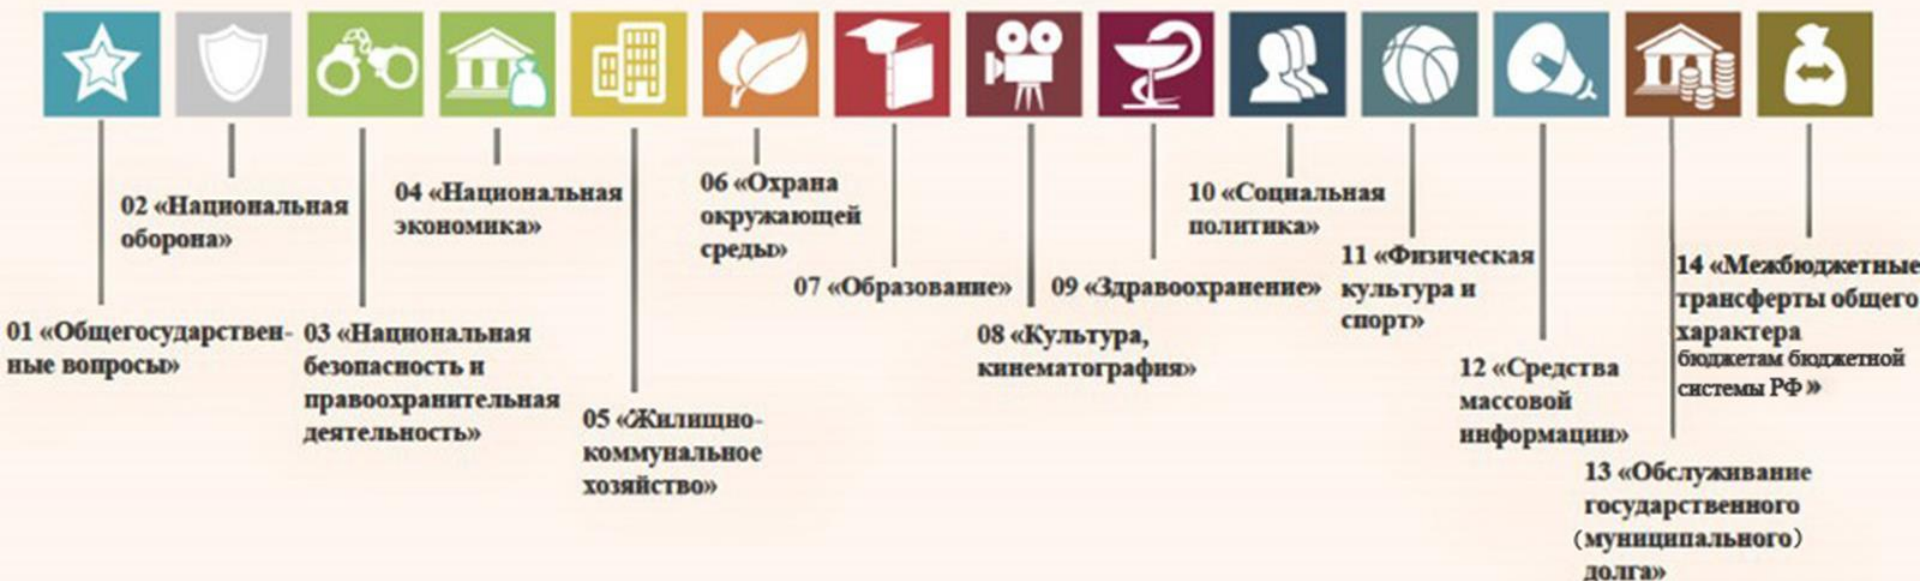 01 «Общегосударствен-
ные вопросы»
02 «Национальная
оборона»
03 «Национальная
безопасность и
правоохранительная
деятельность»
04 «Национальная
экономика»
05 «Жилищно-
коммунальное
хозяйство»
06 «Охрана
окружающей
среды»
07 «Образование»
08 «Культура,
кинематография»
09 «Здравоохранение»
10 «Социальная
политика»
11 «Физическая
культура и
спорт»
12 «Средства
массовой
информации»
13 «Обслуживание
государственного
(муниципального)
долга»
14 «Межбюджетные
трансферты общего
характера
бюджетам бюджетной
системы РФ »